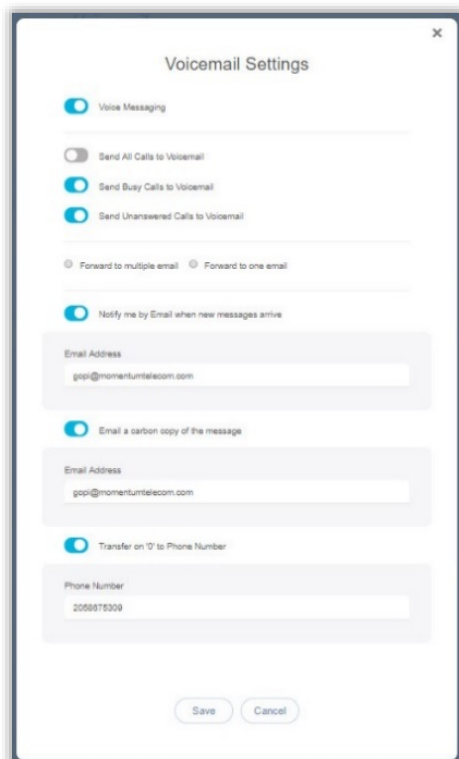 Voicemail Settings
Voice Messaging
Send All Calls to Voicemail
Send Busy Calls to Voicemail
Send Unanswered Calls to Voicemail
Forward to multiple email Forward to one email
Notify me by Email when new messages arrive
Email Address
gopi@momentumtelecom.com
Email a carbon copy of the message
Email Address
gopi@momentumtelecom.com
Transfer on '0' to Phone Number
Phone Number
2058675309
Save Cancel